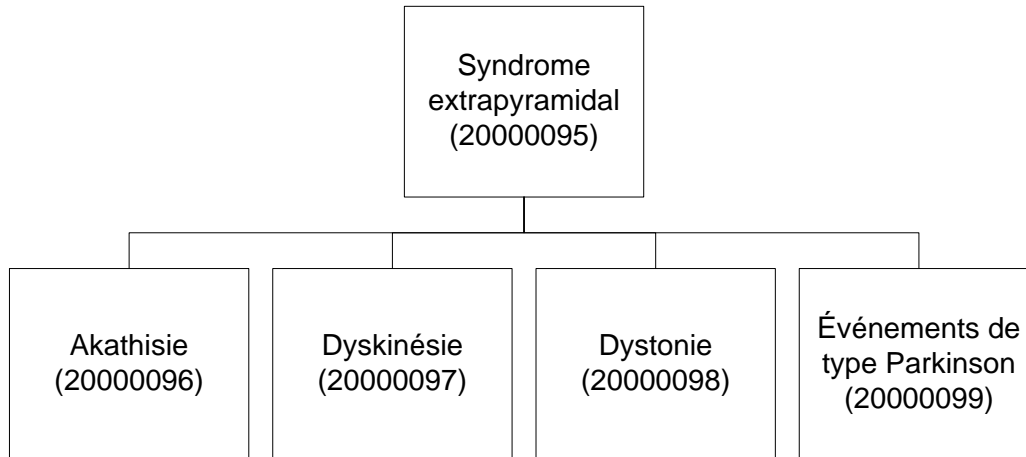 Syndrome
extrapyramidal
(20000095)
Akathisie
(20000096)
Dyskinésie
(20000097)
Dystonie
(20000098)
Événements de
type Parkinson
(20000099)